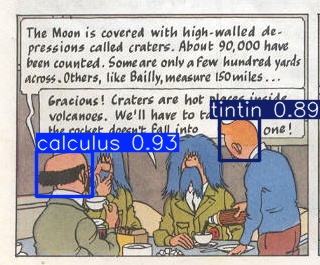 The Moon is covered with high-walled de-
pressions called craters. About 90,000 have
been counted. Some are only a few hundred yards
across. Others, like Bailly, measure 150 miles...
Gracious! Craters are hot places inside
volcanoes. We'll have to ta
the rocket doesn't fall into one!
tintin 0.89
calculus 0.93